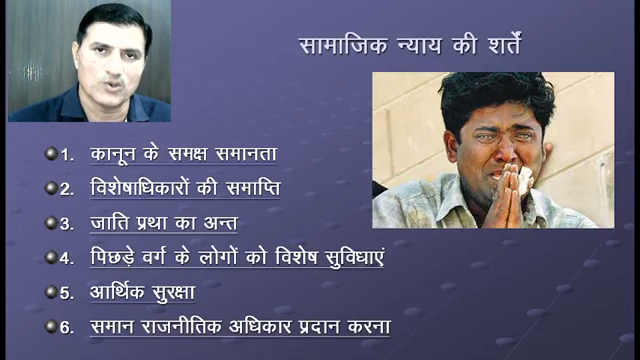 सामाजिक न्याय की शर्तें
1. कानून के समक्ष समानता
2. विशेषाधिकारों की समाप्ति
3. जाति प्रथा का अन्त
4. पिछड़े वर्ग के लोगों को विशेष सुविधाएं
5. आर्थिक सुरक्षा
6. समान राजनीतिक अधिकार प्रदान करना